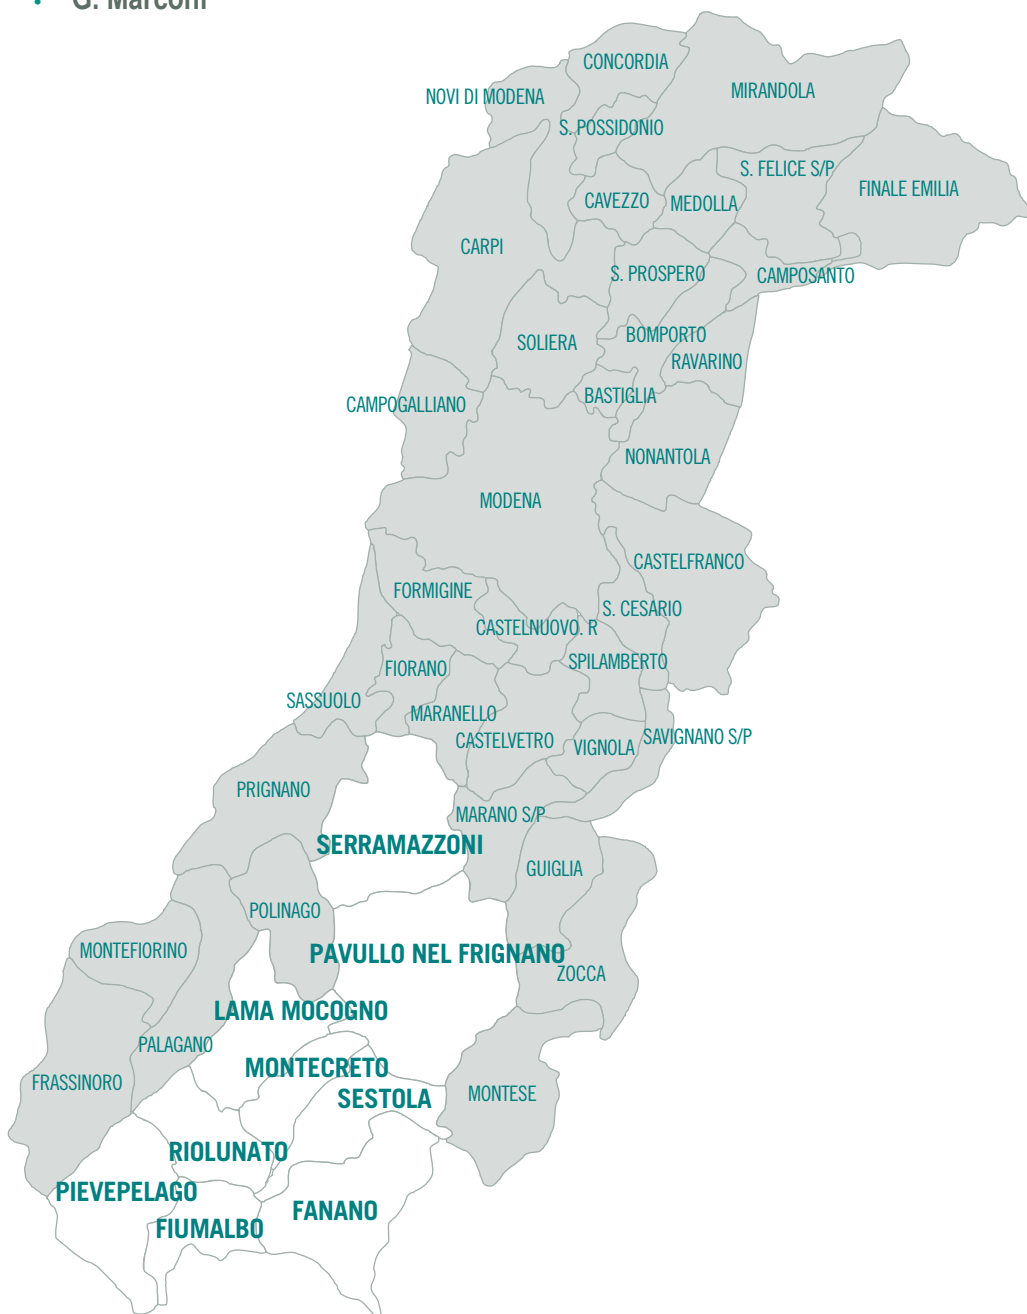 • G. Marconi
CONCORDIA
MIRANDOLA
NOVI DI MODENA
S. POSSIDONIO
S. FELICE S/P
FINALE EMILIA
CAVEZZO
MEDOLLA
CARPI
S. PROSPERO
CAMPOSANTO
BOMPORTO
SOLIERA
RAVARINO
BASTIGLIA
CAMPOGALLIANO
NONANTOLA
MODENA
CASTELFRANCO
FORMIGINE
S. CESARIO
CASTELNUOVO. R
SPILAMBERTO
FIORANO
SASSUOLO
MARANELLO
SAVIGNANO S/P
CASTELVETRO
VIGNOLA
PRIGNANO
MARANO S/P
SERRAMAZZONI
GUIGLIA
POLINAGO
MONTEFIORINO
PAVULLO NEL FRIGNANO
ZOCCA
LAMA MOCOGNO
PALAGANO
MONTECRETO
FRASSINORO
SESTOLA
MONTESE
RIOLUNATO
PIEVEPELAGO
FANANO
FIUMALBO